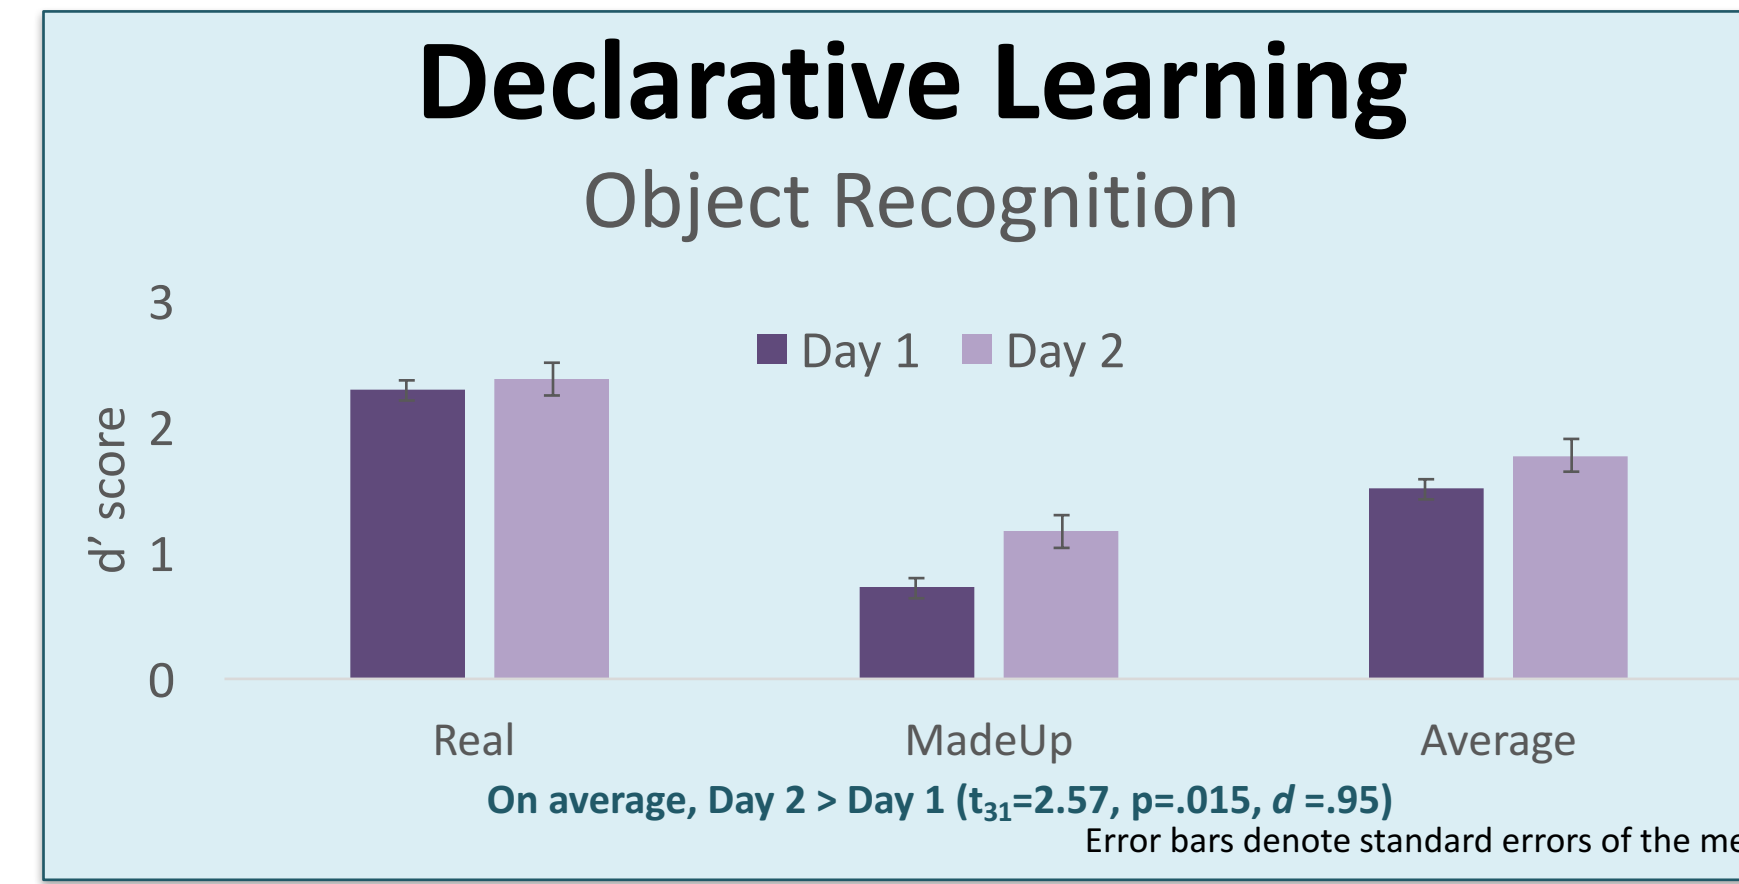 Declarative Learning
Object Recognition
3
Day 1 Day 2
2
d’ score
1
0
Real MadeUp Average
On average, Day 2 > Day 1 (t31=2.57, p=.015, d =.95)
Error bars denote standard errors of the